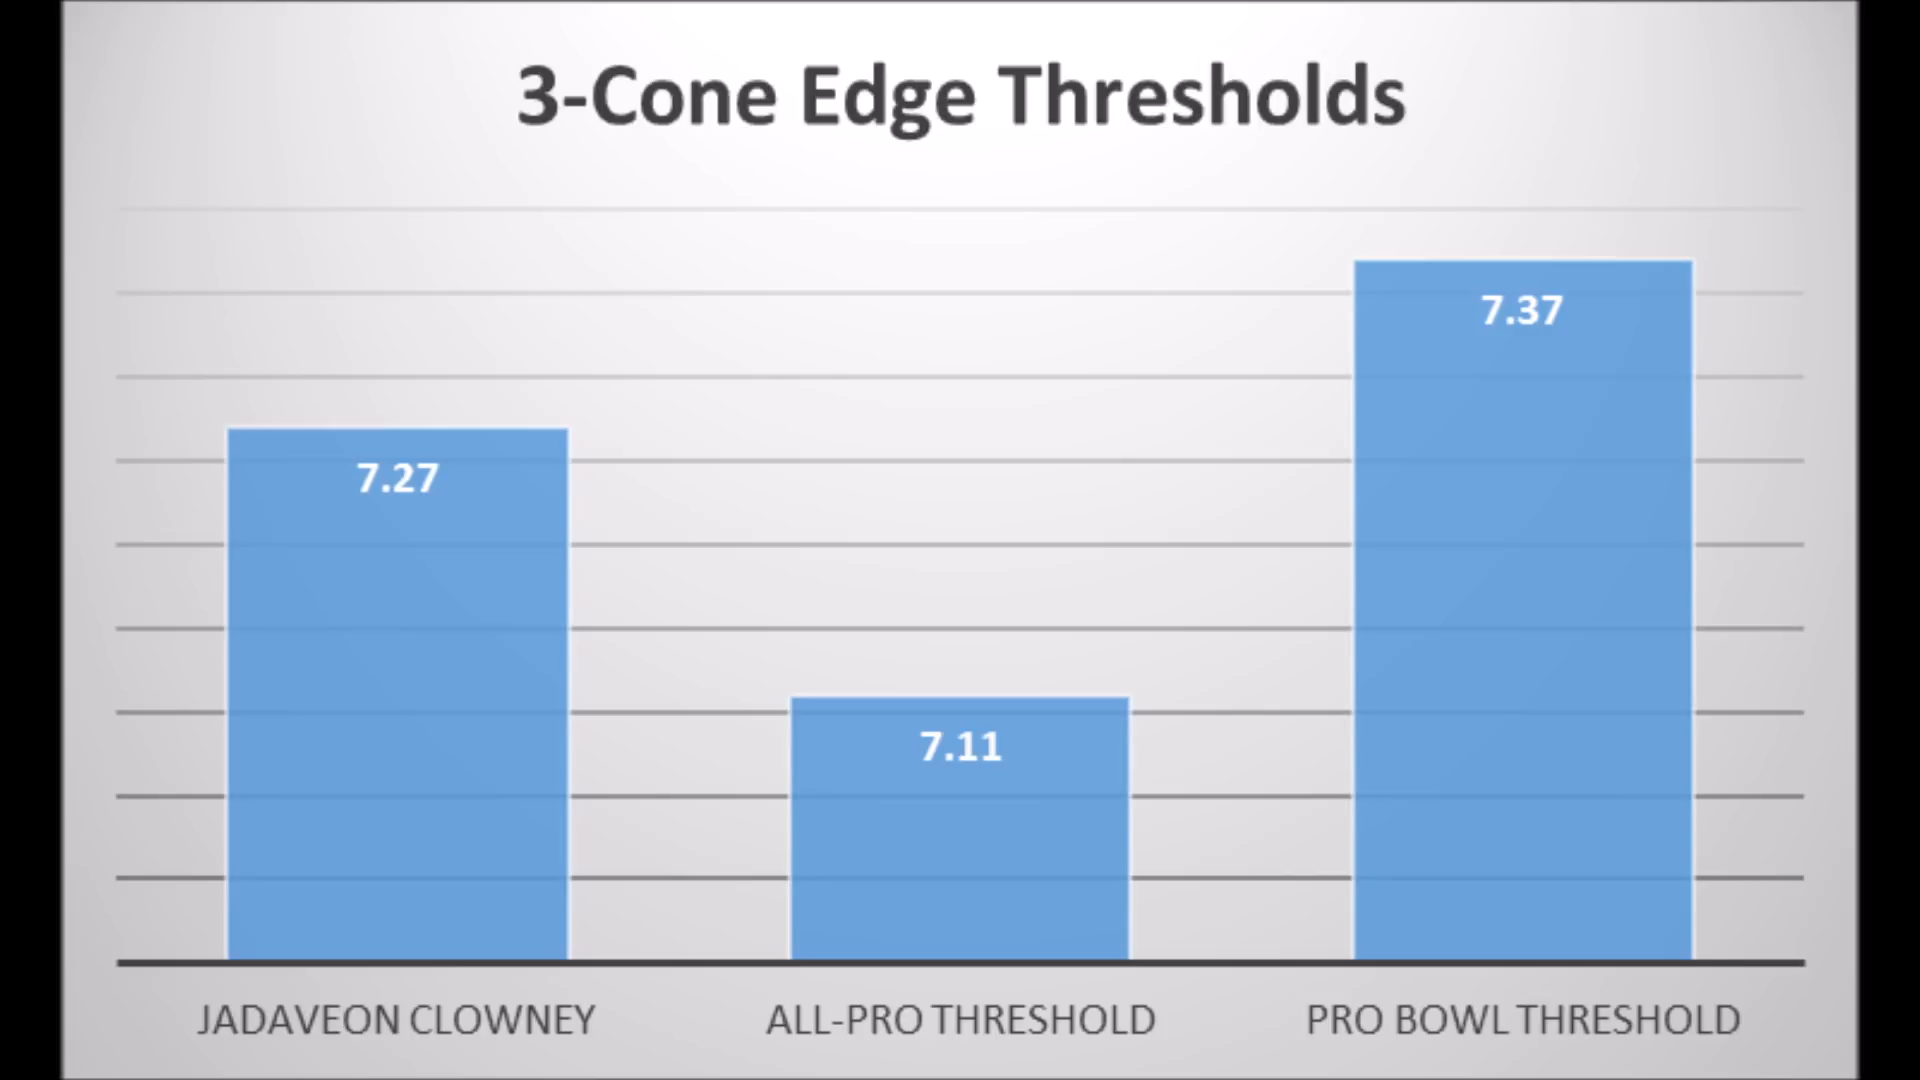 3-Cone Edge Thresholds
7.37
7.27
7.11
JADAVEON CLOWNEY
ALL-PRO THRESHOLD
PRO BOWL THRESHOLD